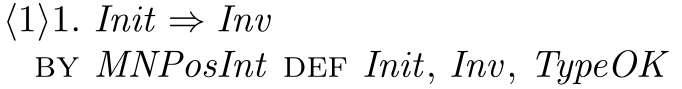 ⟨1⟩1. Init ⇒ Inv
BY MNPosInt DEF Init, Inv, TypeOK